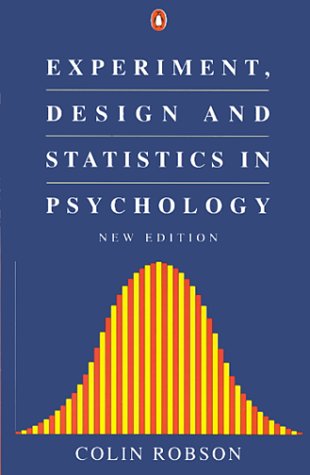 EXPERIMENT,
DESIGN AND
STATISTICS IN
PSYCHOLOGY
NEW EDITION
COLIN ROBSON